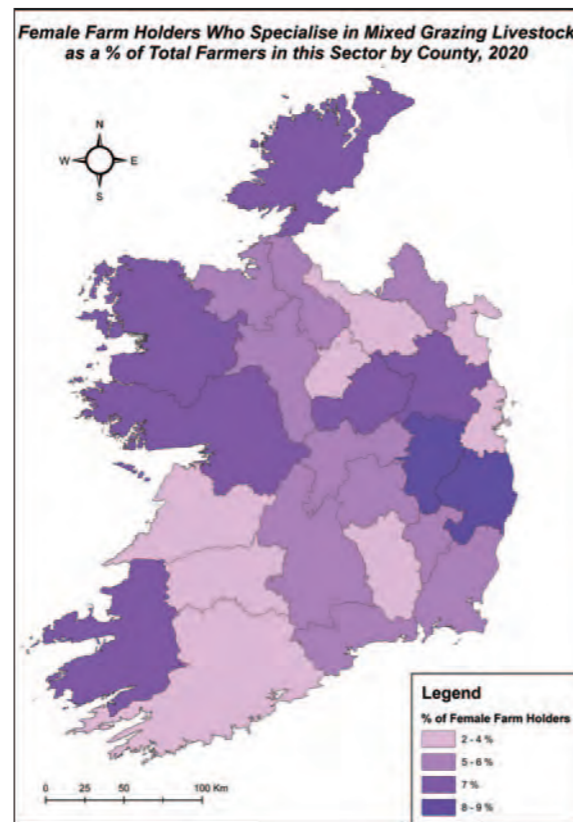 Female Farm Holders Who Specialise in Mixed Grazing Livestock
as a % of Total Farmers in this Sector by County, 2020
N
W E
S
Legend
% of Female Farm Holders
2 - 4 %
5 - 6 %
7 %
8-9 %
0 25 50 100 Km